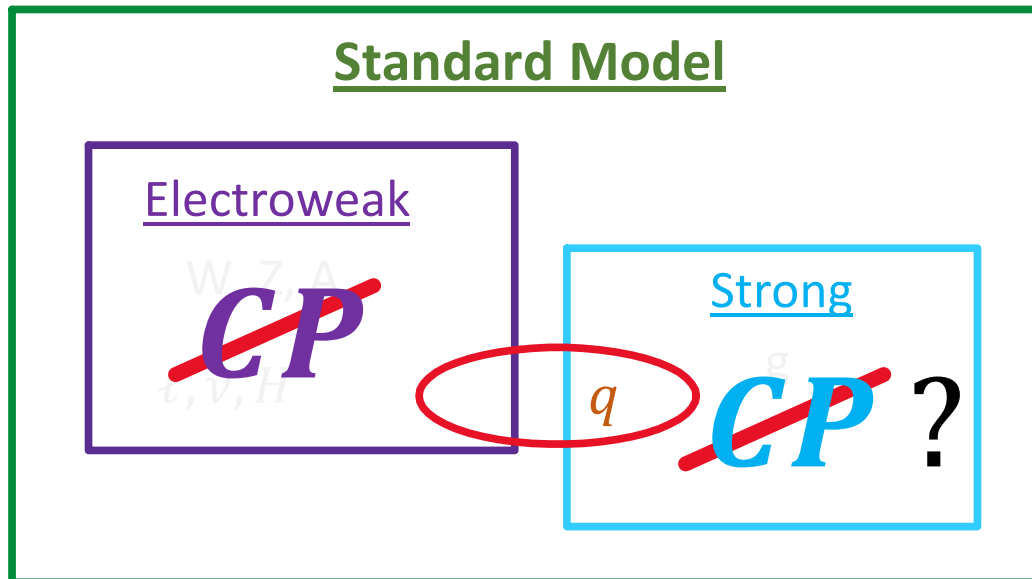 Standard Model
Electroweak
W, Z, A
CP
ℓ, ν, H
Strong
g
q
CP ?